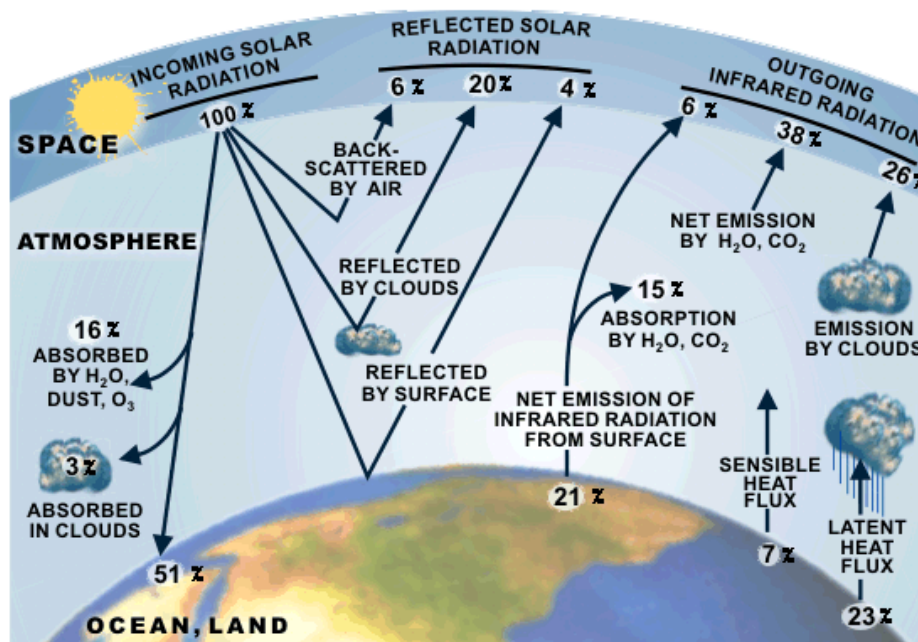 INCOMING SOLAR
RADIATION
100 %
REFLECTED SOLAR
RADIATION
6 %
20%
4 %
OUTGOING
INFRARED RADIATION
6 %
38%
26%
SPACE
BACK-
SCATTERED
BY AIR
NET EMISSION
BY H₂O, CO₂
ATMOSPHERE
REFLECTED
BY CLOUDS
15 %
ABSORPTION
BY H₂O, CO₂
EMISSION
BY CLOUDS
16 %
ABSORBED
BY H₂O,
DUST, O₃
REFLECTED
BY SURFACE
NET EMISSION OF
INFRARED RADIATION
FROM SURFACE
3%
ABSORBED
IN CLOUDS
SENSIBLE
HEAT
FLUX
LATENT
HEAT
FLUX
51 %
21 %
7 %
23 %
OCEAN, LAND